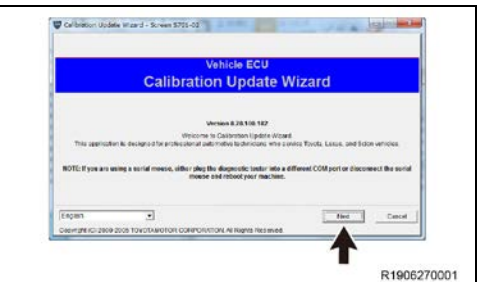 Calibration Update Wizard - Screen S701-02
Vehicle ECU
Calibration Update Wizard
Welcome to Calibration Update Wizard.
This application is designed for professional automotive technicians who service Toyota, Lexus, and Scion vehicles.
NOTE: If you are using a serial mouse, either plug the diagnostic tester into a different COM port or disconnect the serial
mouse and reboot your machine.
English
Next
Cancel
TOYOTA MOTOR CORPORATION. All Rights Reserved.
R1906270001